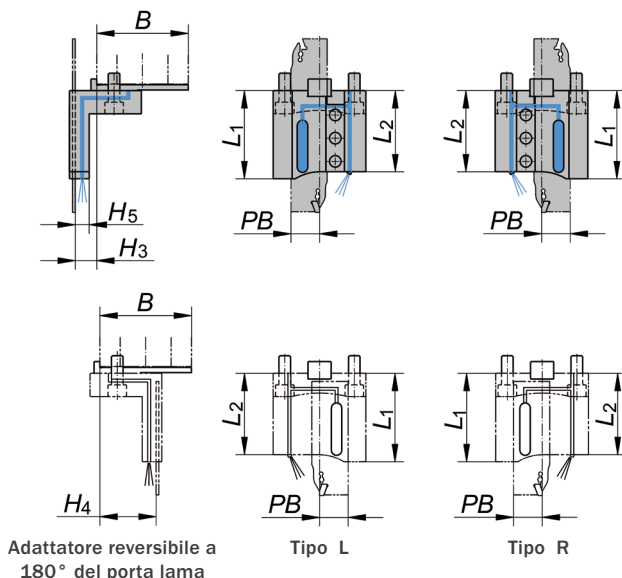 B
L1
L2
L2
L1
H5
PB
PB
H3
B
L2
L1
L1
L2
H4
PB
PB
Adattatore reversibile a
180° del porta lama
Tipo L
Tipo R